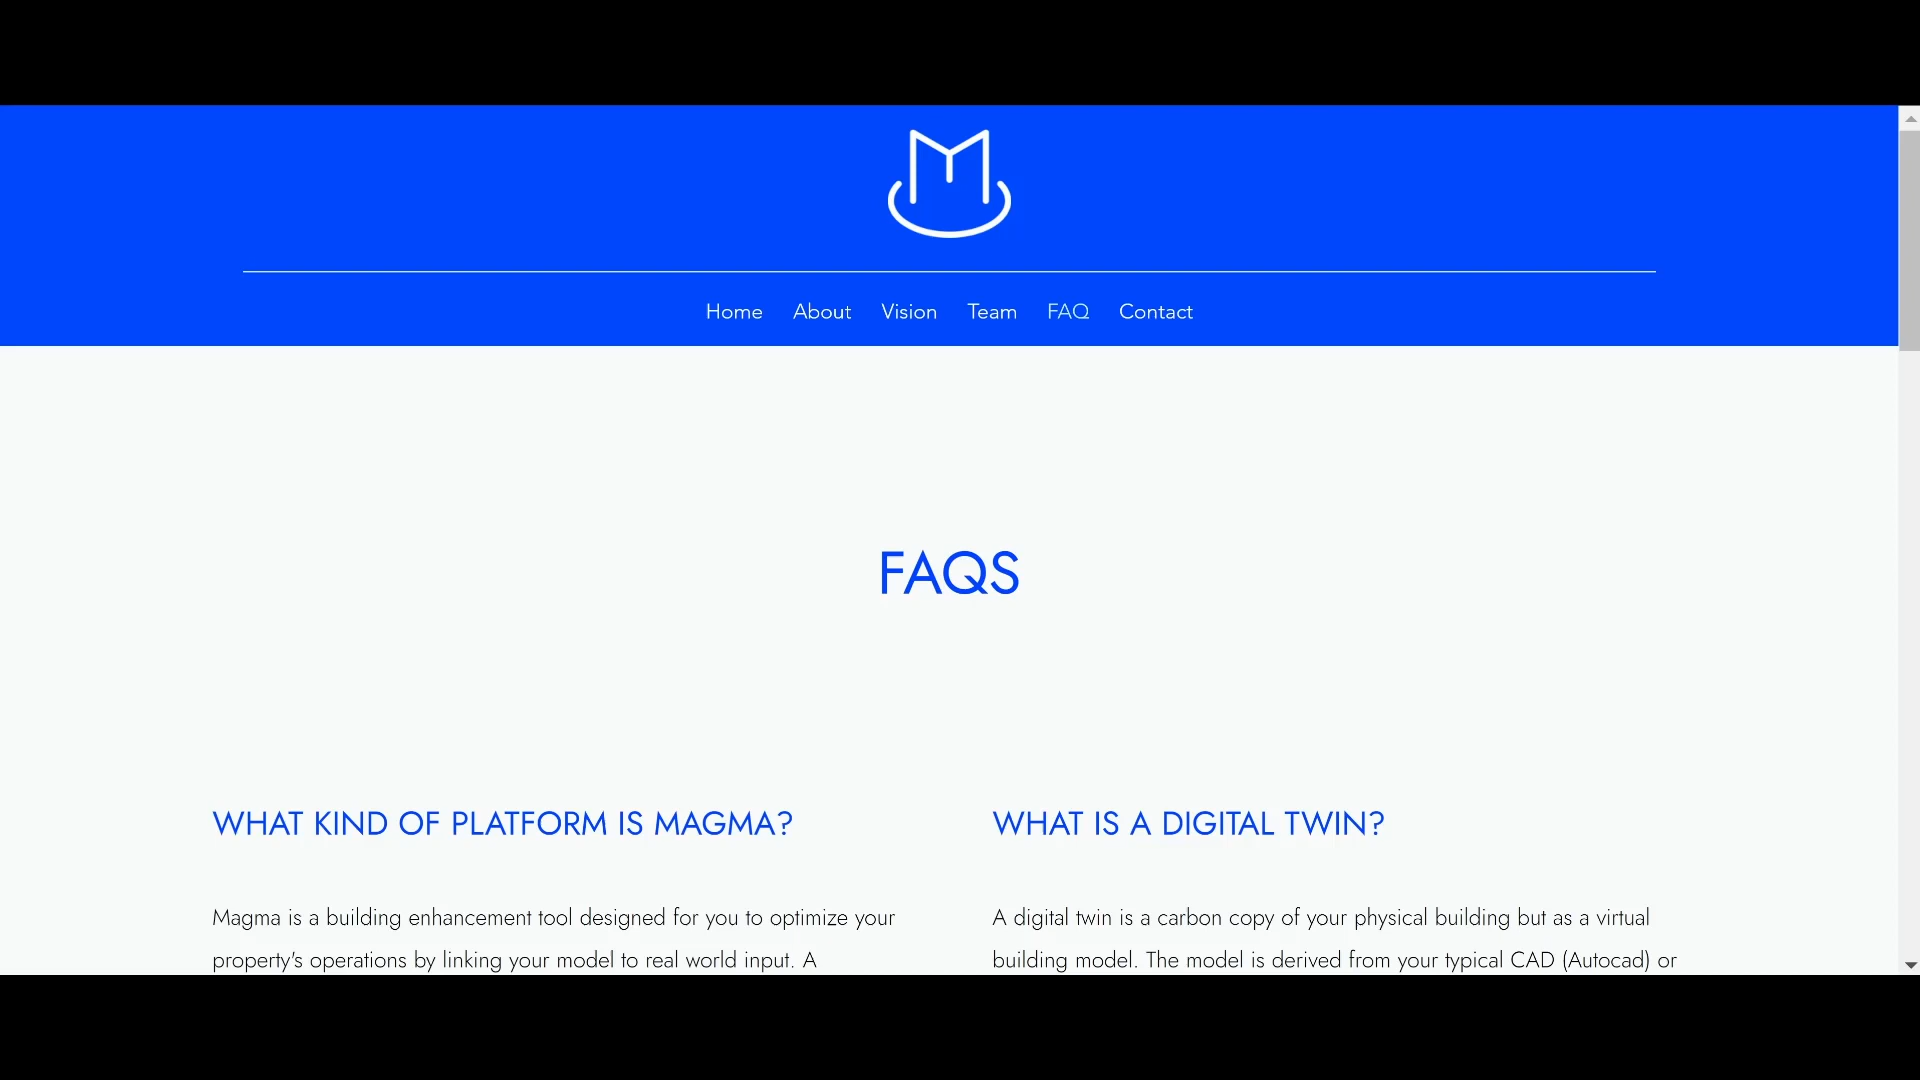 Home About Vision Team FAQ Contact
FAQS
WHAT KIND OF PLATFORM IS MAGMA?
Magma is a building enhancement tool designed for you to optimize your
property's operations by linking your model to real world input. A
WHAT IS A DIGITAL TWIN?
A digital twin is a carbon copy of your physical building but as a virtual
building model. The model is derived from your typical CAD (Autocad) or